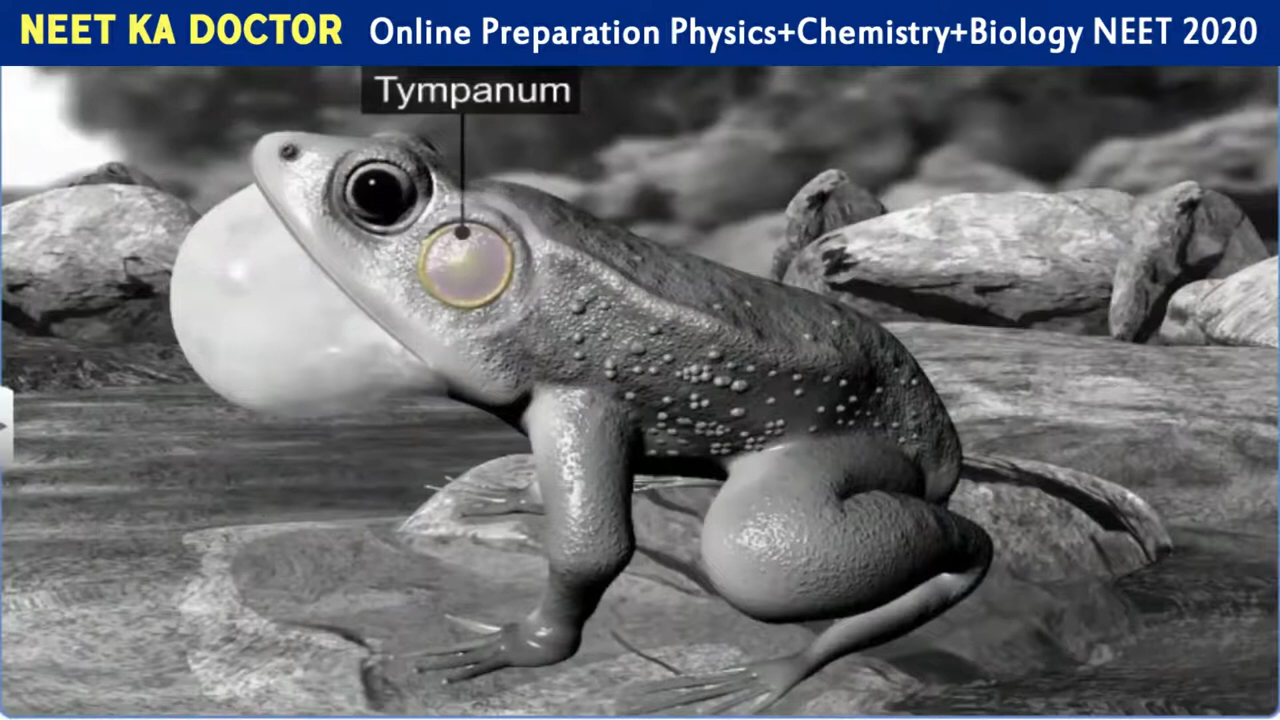 NEET KA DOCTOR Online Preparation Physics+Chemistry+Biology NEET 2020
Tympanum